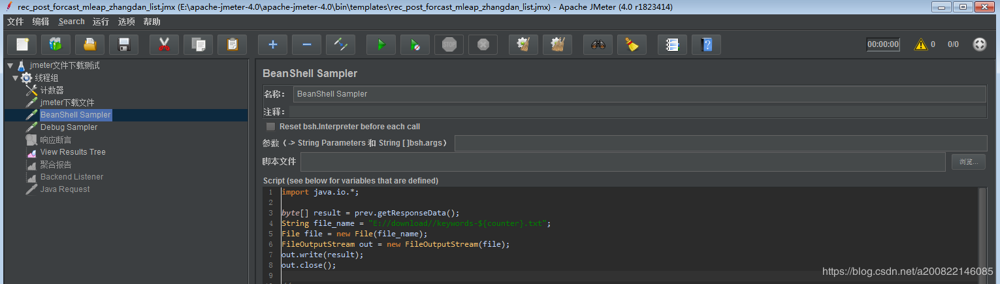 rec_post_forcast_mleap_zhangdan_list.jmx (E:\apache-jmeter-4.0\apache-jmeter-4.0\bin\templates\rec_post_forcast_mleap_zhangdan_list.jmx) - Apache JMeter (4.0 r1823414)
文件 编辑 Search 运行 选项 帮助
STOP 00:00:00 0 0/0
jmeter文件下载测试
线程组
计数器
jmeter下载文件
BeanShell Sampler
Debug Sampler
响应断言
View Results Tree
聚合报告
Backend Listener
Java Request
BeanShell Sampler
名称: BeanShell Sampler
注释:
Reset bsh.Interpreter before each call
参数（-> String Parameters 和 String [ ]bsh.args）
脚本文件 浏览...
Script (see below for variables that are defined)
1 import java.io.*;
2
3 byte[] result = prev.getResponseData();
4 String file_name = "E://download//keywords-${counter}.txt";
5 File file = new File(file_name);
6 FileOutputStream out = new FileOutputStream(file);
7 out.write(result);
8 out.close();
9
https://blog.csdn.net/a200822146085